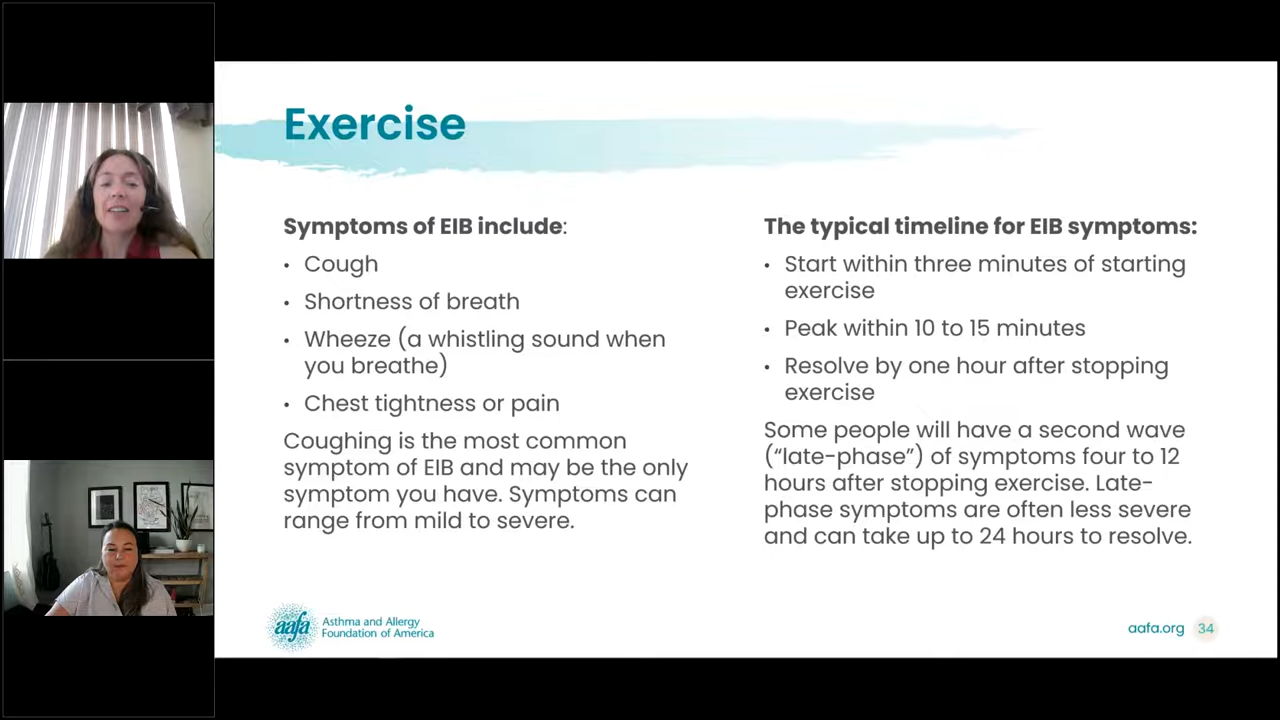 Exercise
Symptoms of EIB include:
• Cough
• Shortness of breath
• Wheeze (a whistling sound when
you breathe)
• Chest tightness or pain
Coughing is the most common
symptom of EIB and may be the only
symptom you have. Symptoms can
range from mild to severe.
The typical timeline for EIB symptoms:
• Start within three minutes of starting
exercise
• Peak within 10 to 15 minutes
• Resolve by one hour after stopping
exercise
Some people will have a second wave
(“late-phase”) of symptoms four to 12
hours after stopping exercise. Late-
phase symptoms are often less severe
and can take up to 24 hours to resolve.
aafa
Asthma and Allergy
Foundation of America
aafa.org 34